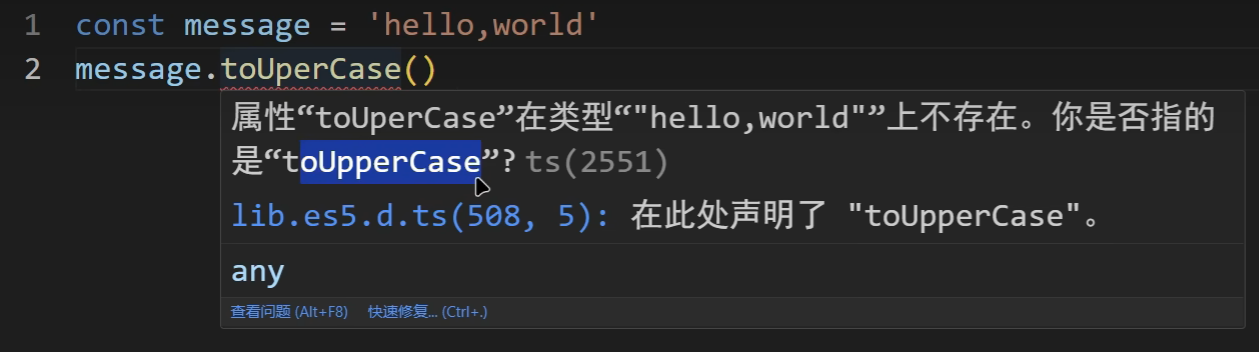 1 const message = 'hello,world'
2 message.toUperCase()
属性“toUperCase”在类型“"hello,world"”上不存在。你是否指的
是“toUpperCase”? ts(2551)
lib.es5.d.ts(508, 5): 在此处声明了 "toUpperCase"。
any
查看问题 (Alt+F8) 快速修复... (Ctrl+.)